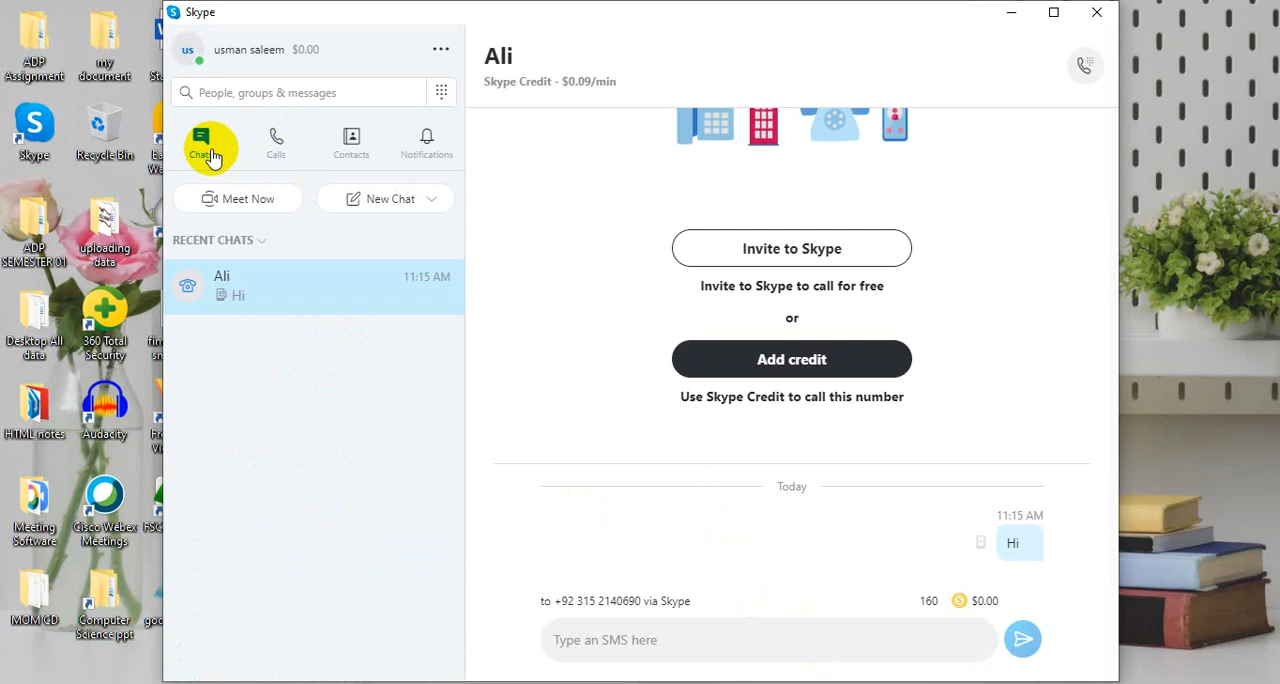 Skype
us usman saleem $0.00
People, groups & messages
Chats Calls Contacts Notifications
Meet Now New Chat
RECENT CHATS
Ali 11:15 AM
Hi
Ali
Skype Credit - $0.09/min
Invite to Skype
Invite to Skype to call for free
or
Add credit
Use Skype Credit to call this number
Today
11:15 AM
Hi
to +92 315 2140690 via Skype 160 $0.00
Type an SMS here
ADP Assignment
my document
Skype
Recycle Bin
ADP SEMESTER 01
uploading data
Desktop All data
360 Total Security
HTML notes
Audacity
Meeting Software
Cisco Webex Meetings
MOM CD
Computer Science ppt